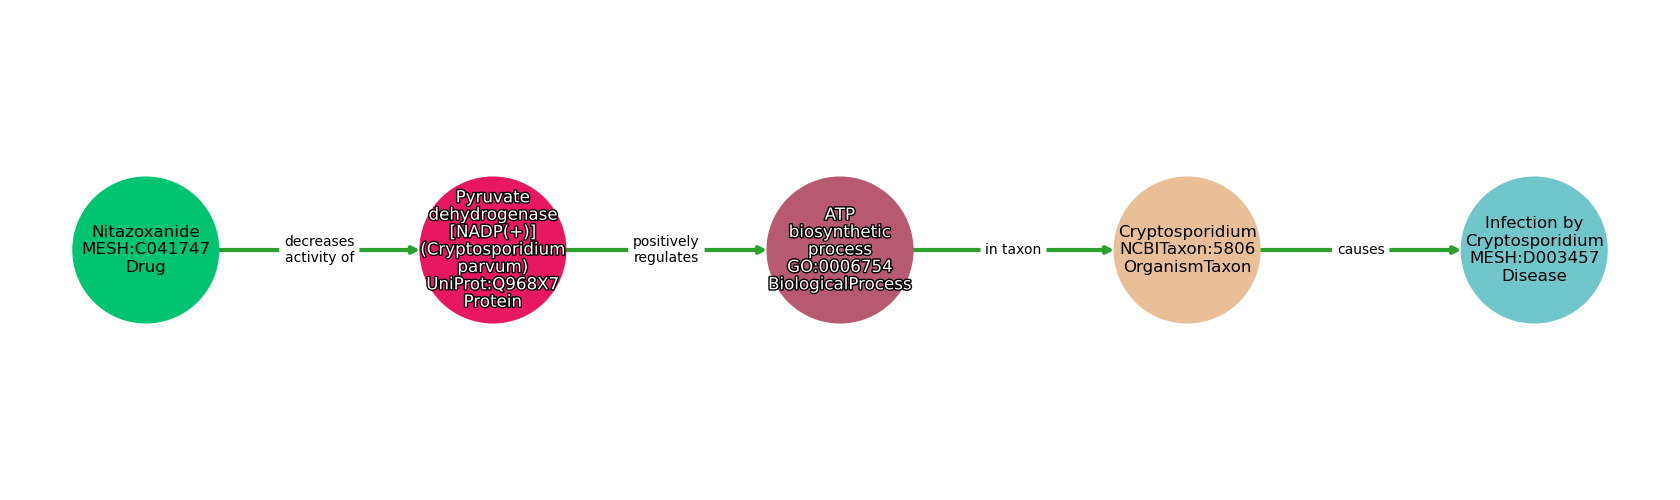 Nitazoxanide
MESH:C041747
Drug
decreases
activity of
Pyruvate
dehydrogenase
[NADP(+)]
(Cryptosporidium
parvum)
UniProt:Q968X7
Protein
positively
regulates
ATP
biosynthetic
process
GO:0006754
BiologicalProcess
in taxon
Cryptosporidium
NCBITaxon:5806
OrganismTaxon
causes
Infection by
Cryptosporidium
MESH:D003457
Disease